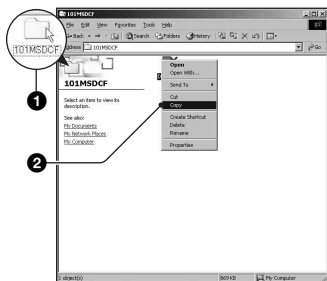 101MSDCF
File Edit View Favorites Tools Help
Back Search Folders History
Address 101MSDCF Go
101MSDCF
1
101MSDCF
Select an item to view its
description.
See also:
My Documents
My Network Places
My Computer
Open
Open With...
Send To
Cut
Copy
2
Create Shortcut
Delete
Rename
Properties
1 object(s) 869 KB My Computer